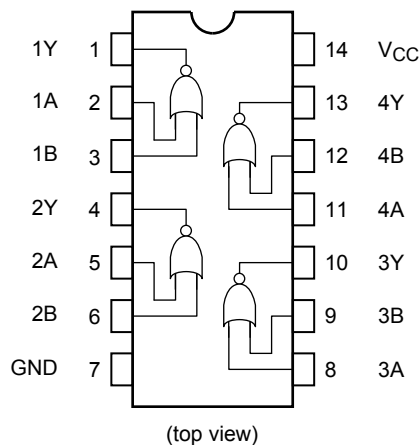 1Y 1 14 VCC
1A 2 13 4Y
1B 3 12 4B
2Y 4 11 4A
2A 5 10 3Y
2B 6 9 3B
GND 7 8 3A
(top view)